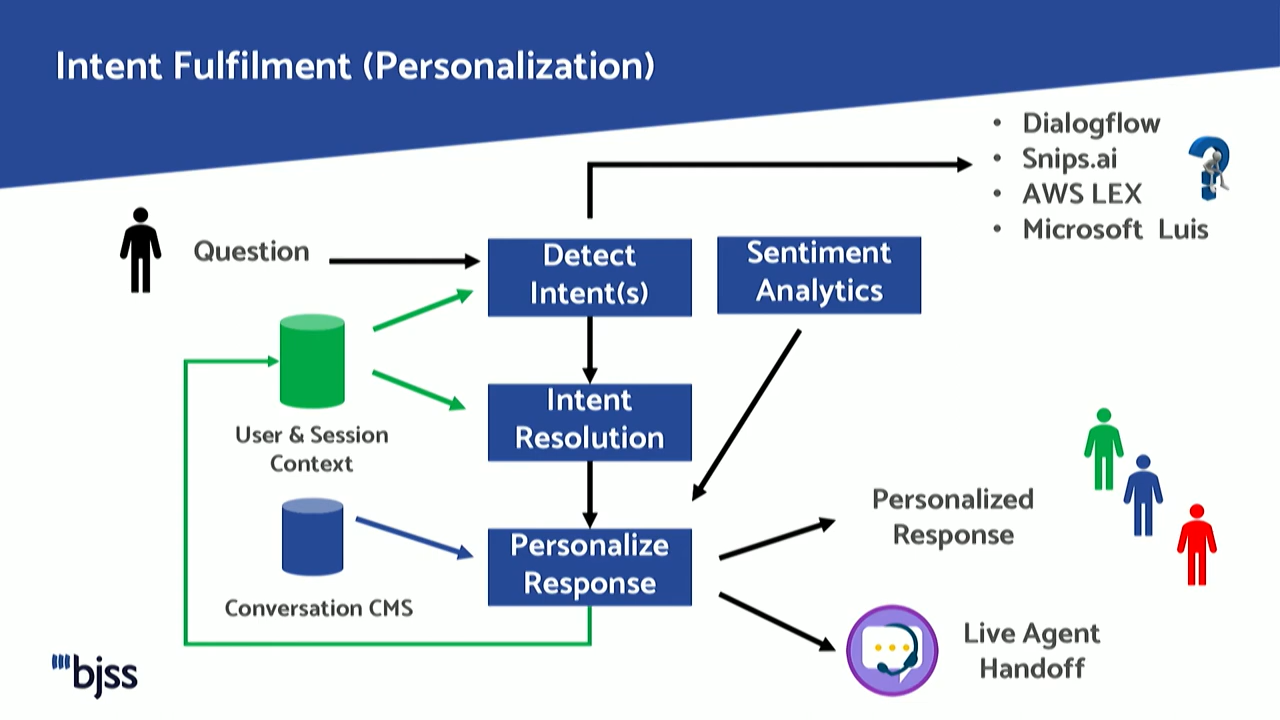 Intent Fulfilment (Personalization)
• Dialogflow
• Snips.ai
• AWS LEX
• Microsoft Luis
Question
Detect
Intent(s)
Sentiment
Analytics
Intent
Resolution
User & Session
Context
Personalize
Response
Personalized
Response
Conversation CMS
Live Agent
Handoff
bjss